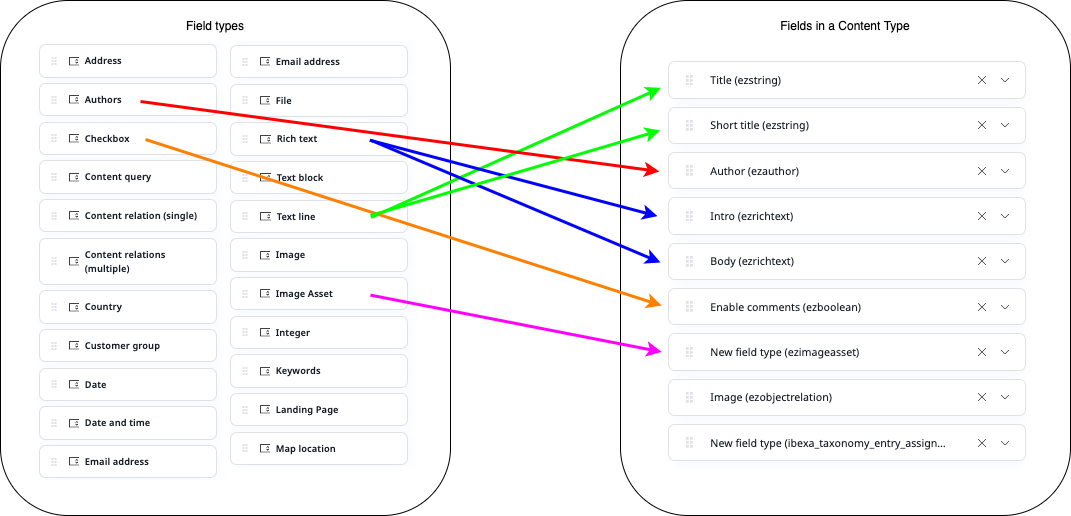 Field types
Address
Authors
Checkbox
Content query
Content relation (single)
Content relations
(multiple)
Country
Customer group
Date
Date and time
Email address
Email address
File
Rich text
Text block
Text line
Image
Image Asset
Integer
Keywords
Landing Page
Map location
Fields in a Content Type
Title (ezstring)
Short title (ezstring)
Author (ezauthor)
Intro (ezrichtext)
Body (ezrichtext)
Enable comments (ezboolean)
New field type (ezimageasset)
Image (ezobjectrelation)
New field type (ibexa_taxonomy_entry_assign...